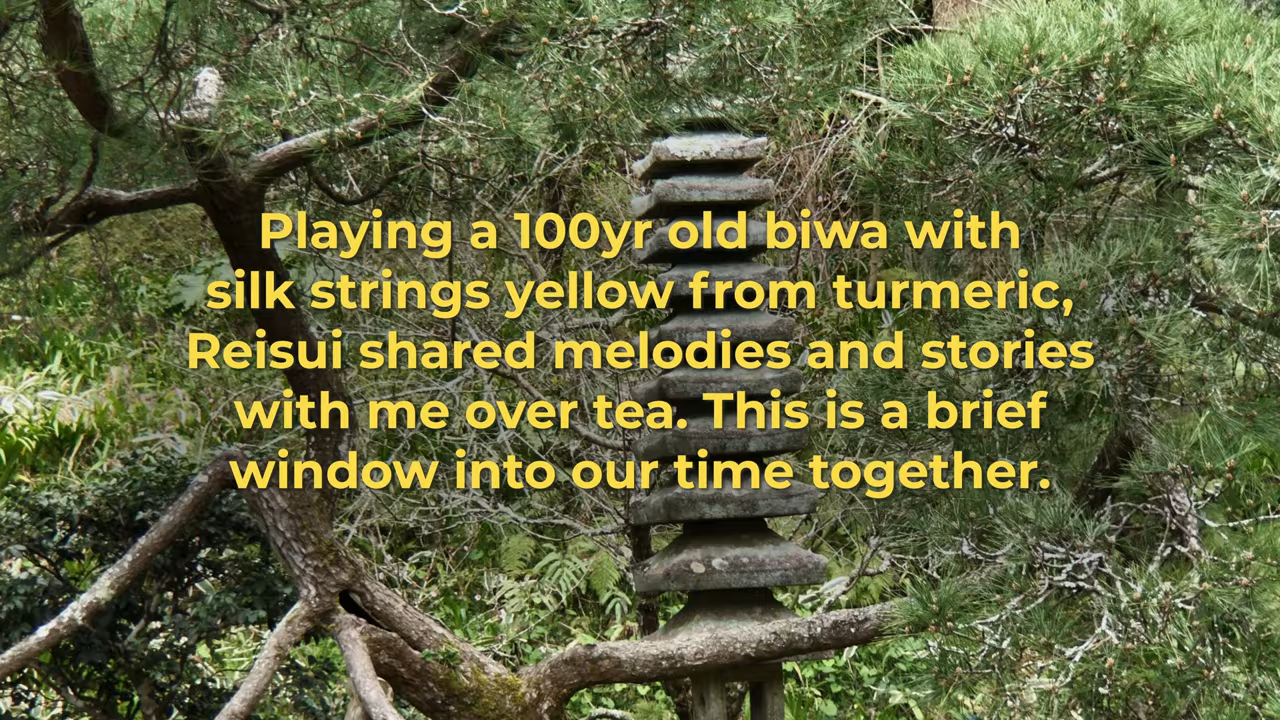 Playing a 100yr old biwa with
silk strings yellow from turmeric,
Reisui shared melodies and stories
with me over tea. This is a brief
window into our time together.